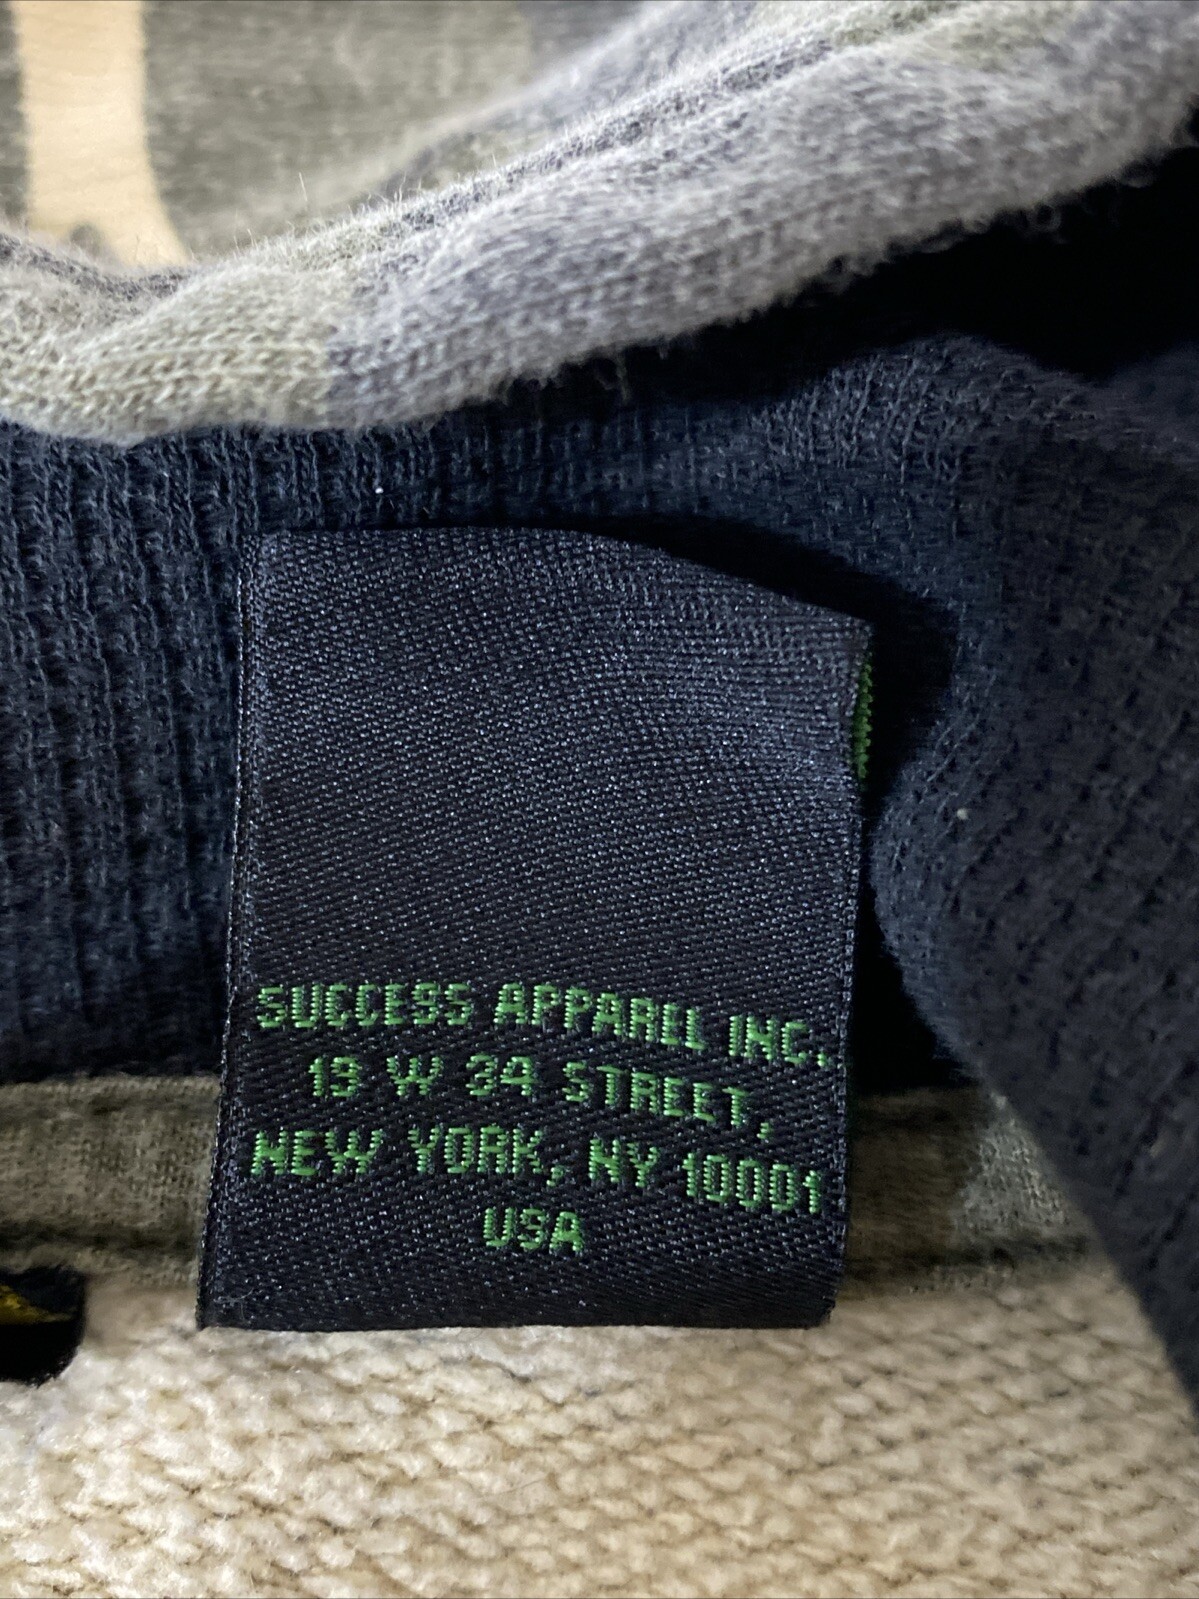 SUCCESS APPAREL INC.
19 W 34 STREET,
NEW YORK, NY 10001
USA